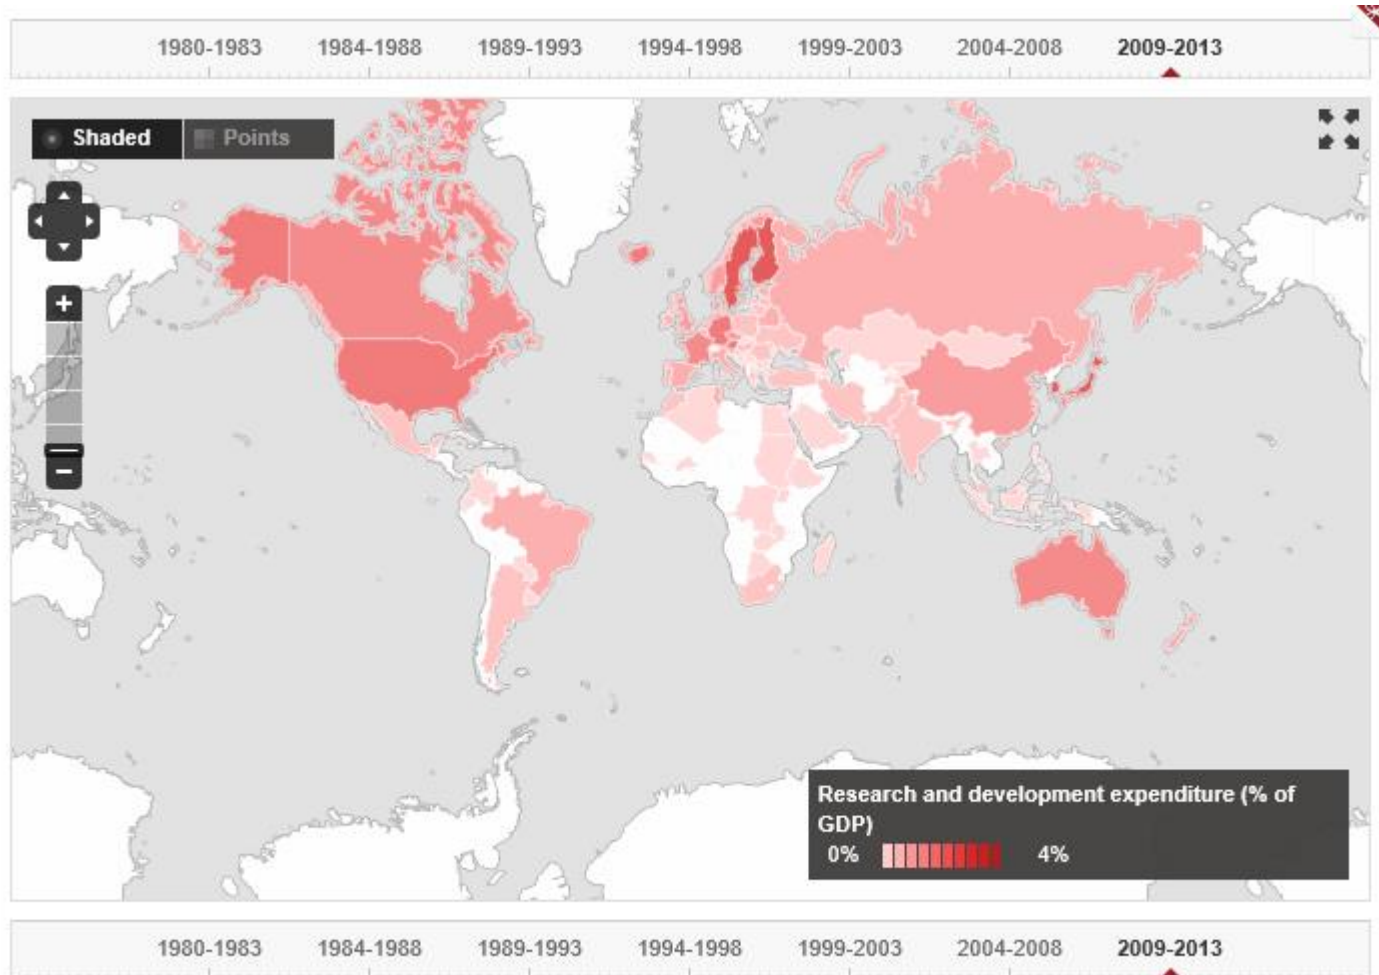 1980-1983 1984-1988 1989-1993 1994-1998 1999-2003 2004-2008 2009-2013
Shaded Points
+
−
Research and development expenditure (% of
GDP)
0% 4%
1980-1983 1984-1988 1989-1993 1994-1998 1999-2003 2004-2008 2009-2013